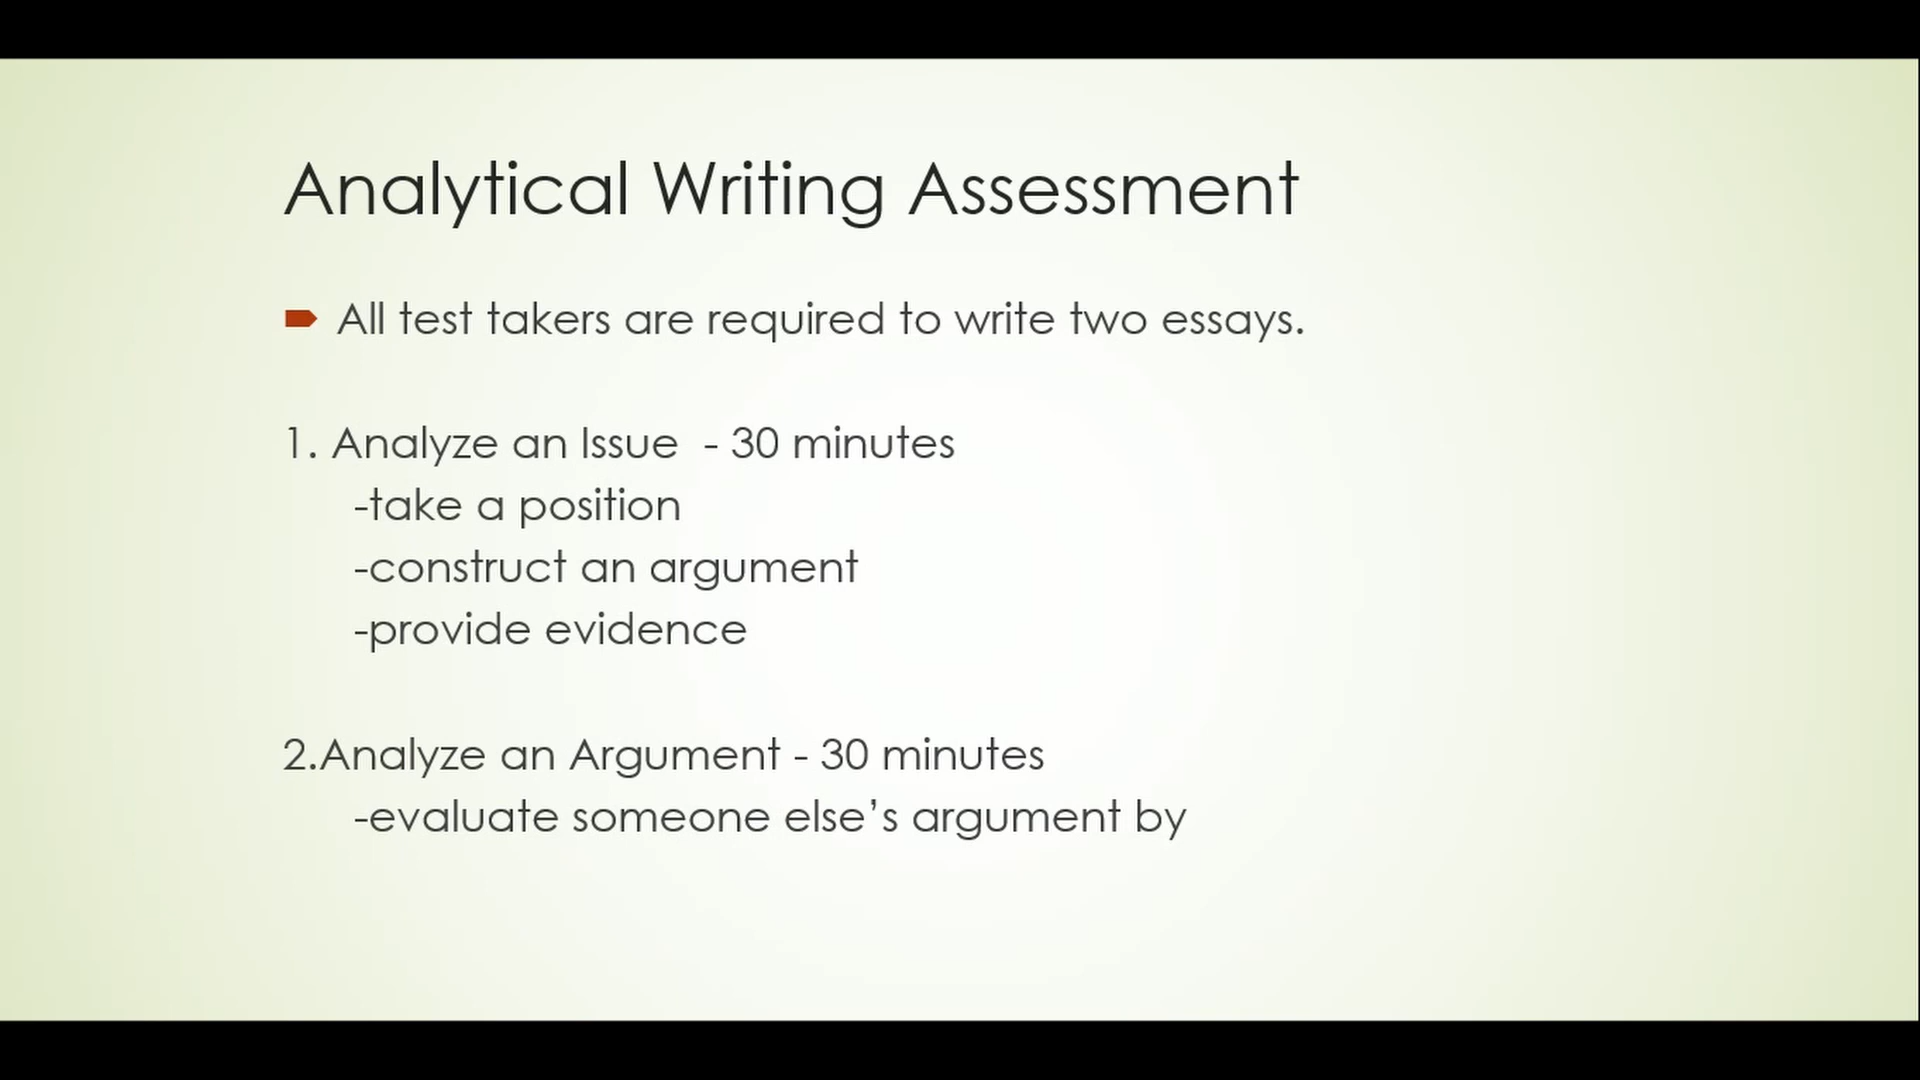 Analytical Writing Assessment
All test takers are required to write two essays.
1. Analyze an Issue  - 30 minutes
-take a position
-construct an argument
-provide evidence
2.Analyze an Argument - 30 minutes
-evaluate someone else’s argument by